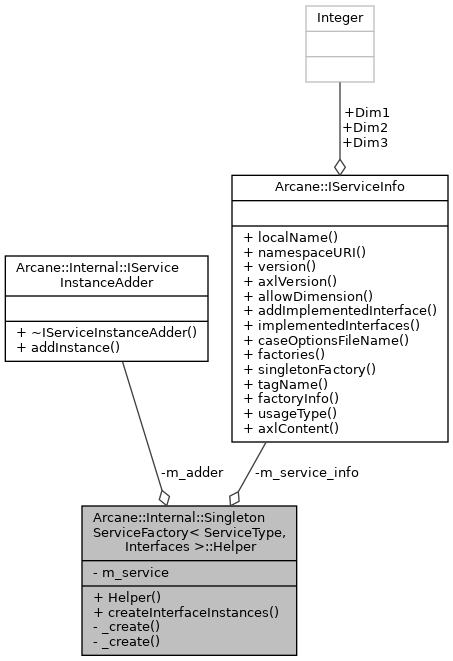 Integer
+Dim1
+Dim2
+Dim3
Arcane::IServiceInfo
+ localName()
+ namespaceURI()
+ version()
+ axlVersion()
+ allowDimension()
+ addImplementedInterface()
+ implementedInterfaces()
+ caseOptionsFileName()
+ factories()
+ singletonFactory()
+ tagName()
+ factoryInfo()
+ usageType()
+ axlContent()
Arcane::Internal::IService
InstanceAdder
+ ~IServiceInstanceAdder()
+ addInstance()
-m_adder
-m_service_info
Arcane::Internal::Singleton
ServiceFactory< ServiceType,
Interfaces >::Helper
- m_service
+ Helper()
+ createInterfaceInstances()
- _create()
- _create()